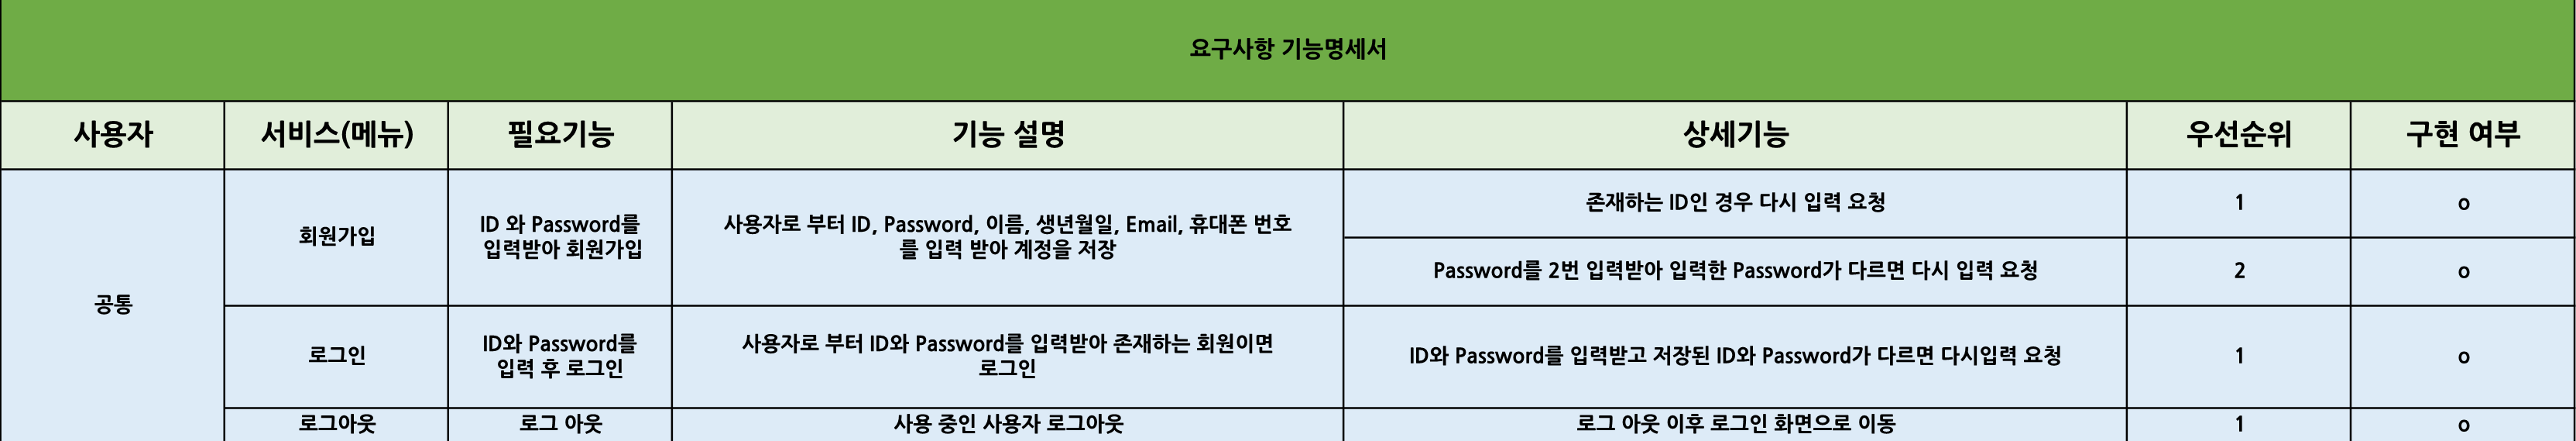 요구사항 기능명세서
사용자 서비스(메뉴) 필요기능 기능 설명 상세기능 우선순위 구현 여부
공통
회원가입
ID 와 Password를
입력받아 회원가입
사용자로 부터 ID, Password, 이름, 생년월일, Email, 휴대폰 번호
를 입력 받아 계정을 저장
존재하는 ID인 경우 다시 입력 요청 1 o
Password를 2번 입력받아 입력한 Password가 다르면 다시 입력 요청 2 o
로그인
ID와 Password를
입력 후 로그인
사용자로 부터 ID와 Password를 입력받아 존재하는 회원이면
로그인
ID와 Password를 입력받고 저장된 ID와 Password가 다르면 다시입력 요청 1 o
로그아웃 로그 아웃 사용 중인 사용자 로그아웃 로그 아웃 이후 로그인 화면으로 이동 1 o